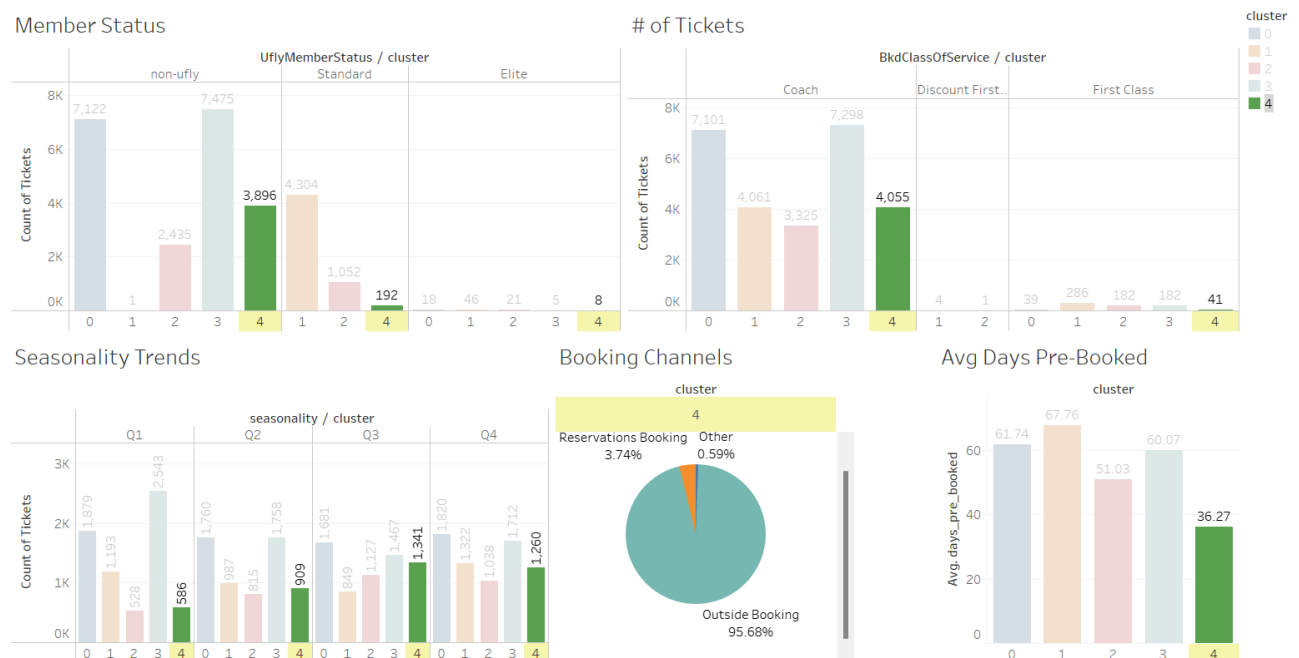 Member Status
UflyMemberStatus / cluster
non-ufly Standard Elite
Count of Tickets
8K
6K
4K
2K
0K
7,122 1 2,435 7,475 3,896 4,304 1,052 192 18 46 21 5 8
0 1 2 3 4 1 2 4 0 1 2 3 4
# of Tickets
BkdClassOfService / cluster
Coach Discount First.. First Class
Count of Tickets
8K
6K
4K
2K
0K
7,101 4,061 3,325 7,298 4,055 4 1 39 286 182 182 41
0 1 2 3 4 1 2 0 1 2 3 4
cluster
0
1
2
3
4
Seasonality Trends
seasonality / cluster
Q1 Q2 Q3 Q4
Count of Tickets
3K
2K
1K
0K
1,879 1,193 528 2,543 586 1,760 987 815 1,758 909 1,681 849 1,127 1,467 1,341 1,820 1,322 1,038 1,712 1,260
0 1 2 3 4 0 1 2 3 4 0 1 2 3 4 0 1 2 3 4
Booking Channels
cluster
4
Reservations Booking
3.74%
Other
0.59%
Outside Booking
95.68%
Avg Days Pre-Booked
cluster
Avg. days_pre_booked
60
40
20
0
61.74 67.76 51.03 60.07 36.27
0 1 2 3 4